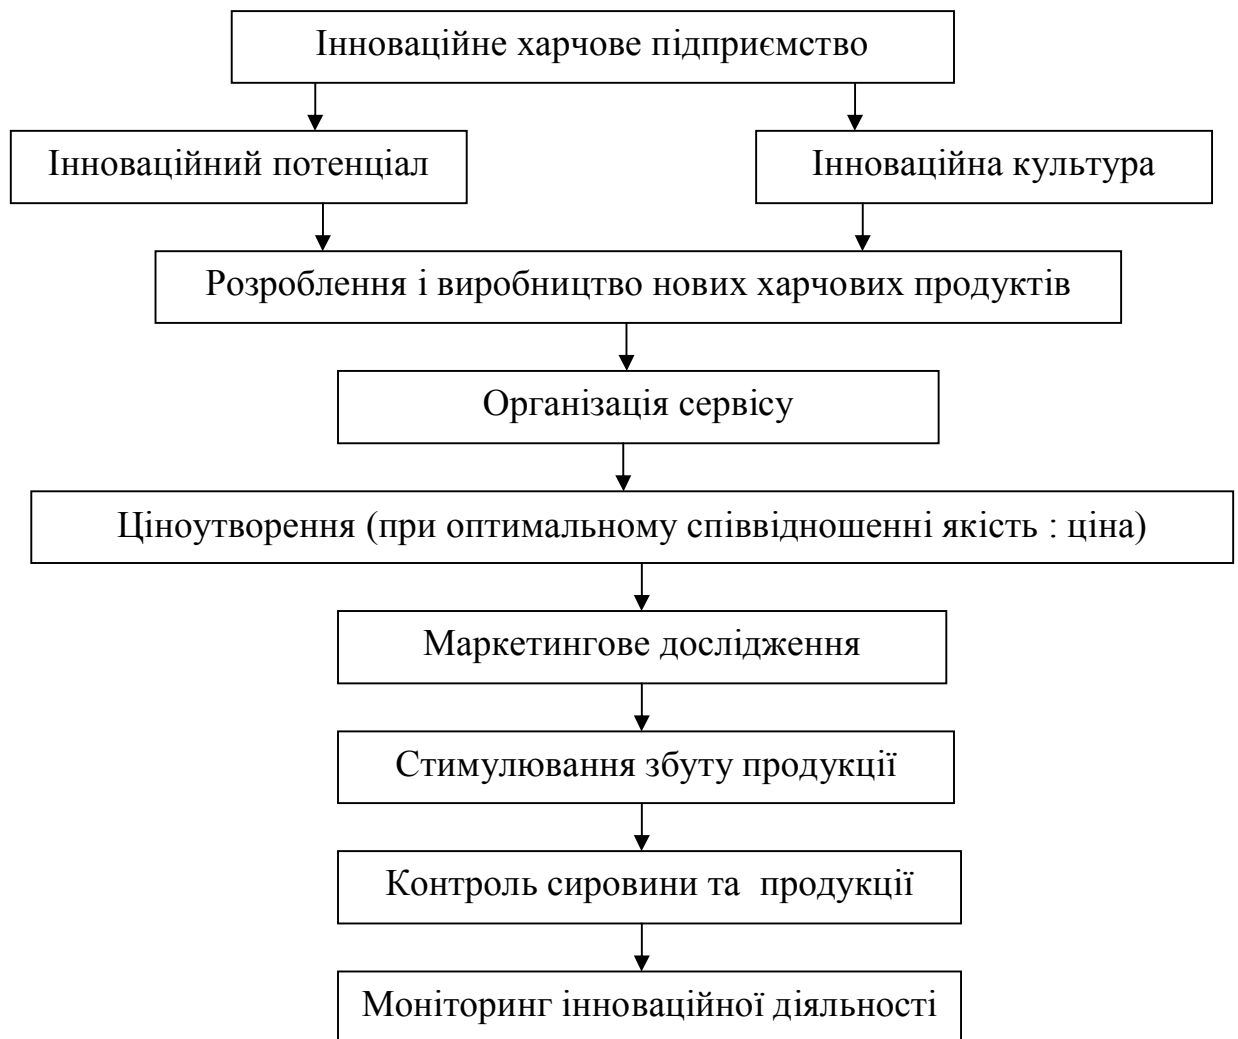 Інноваційне харчове підприємство
Інноваційний потенціал
Інноваційна культура
Розроблення і виробництво нових харчових продуктів
Організація сервісу
Ціноутворення (при оптимальному співвідношенні якість : ціна)
Маркетингове дослідження
Стимулювання збуту продукції
Контроль сировини та  продукції
Моніторинг інноваційної діяльності